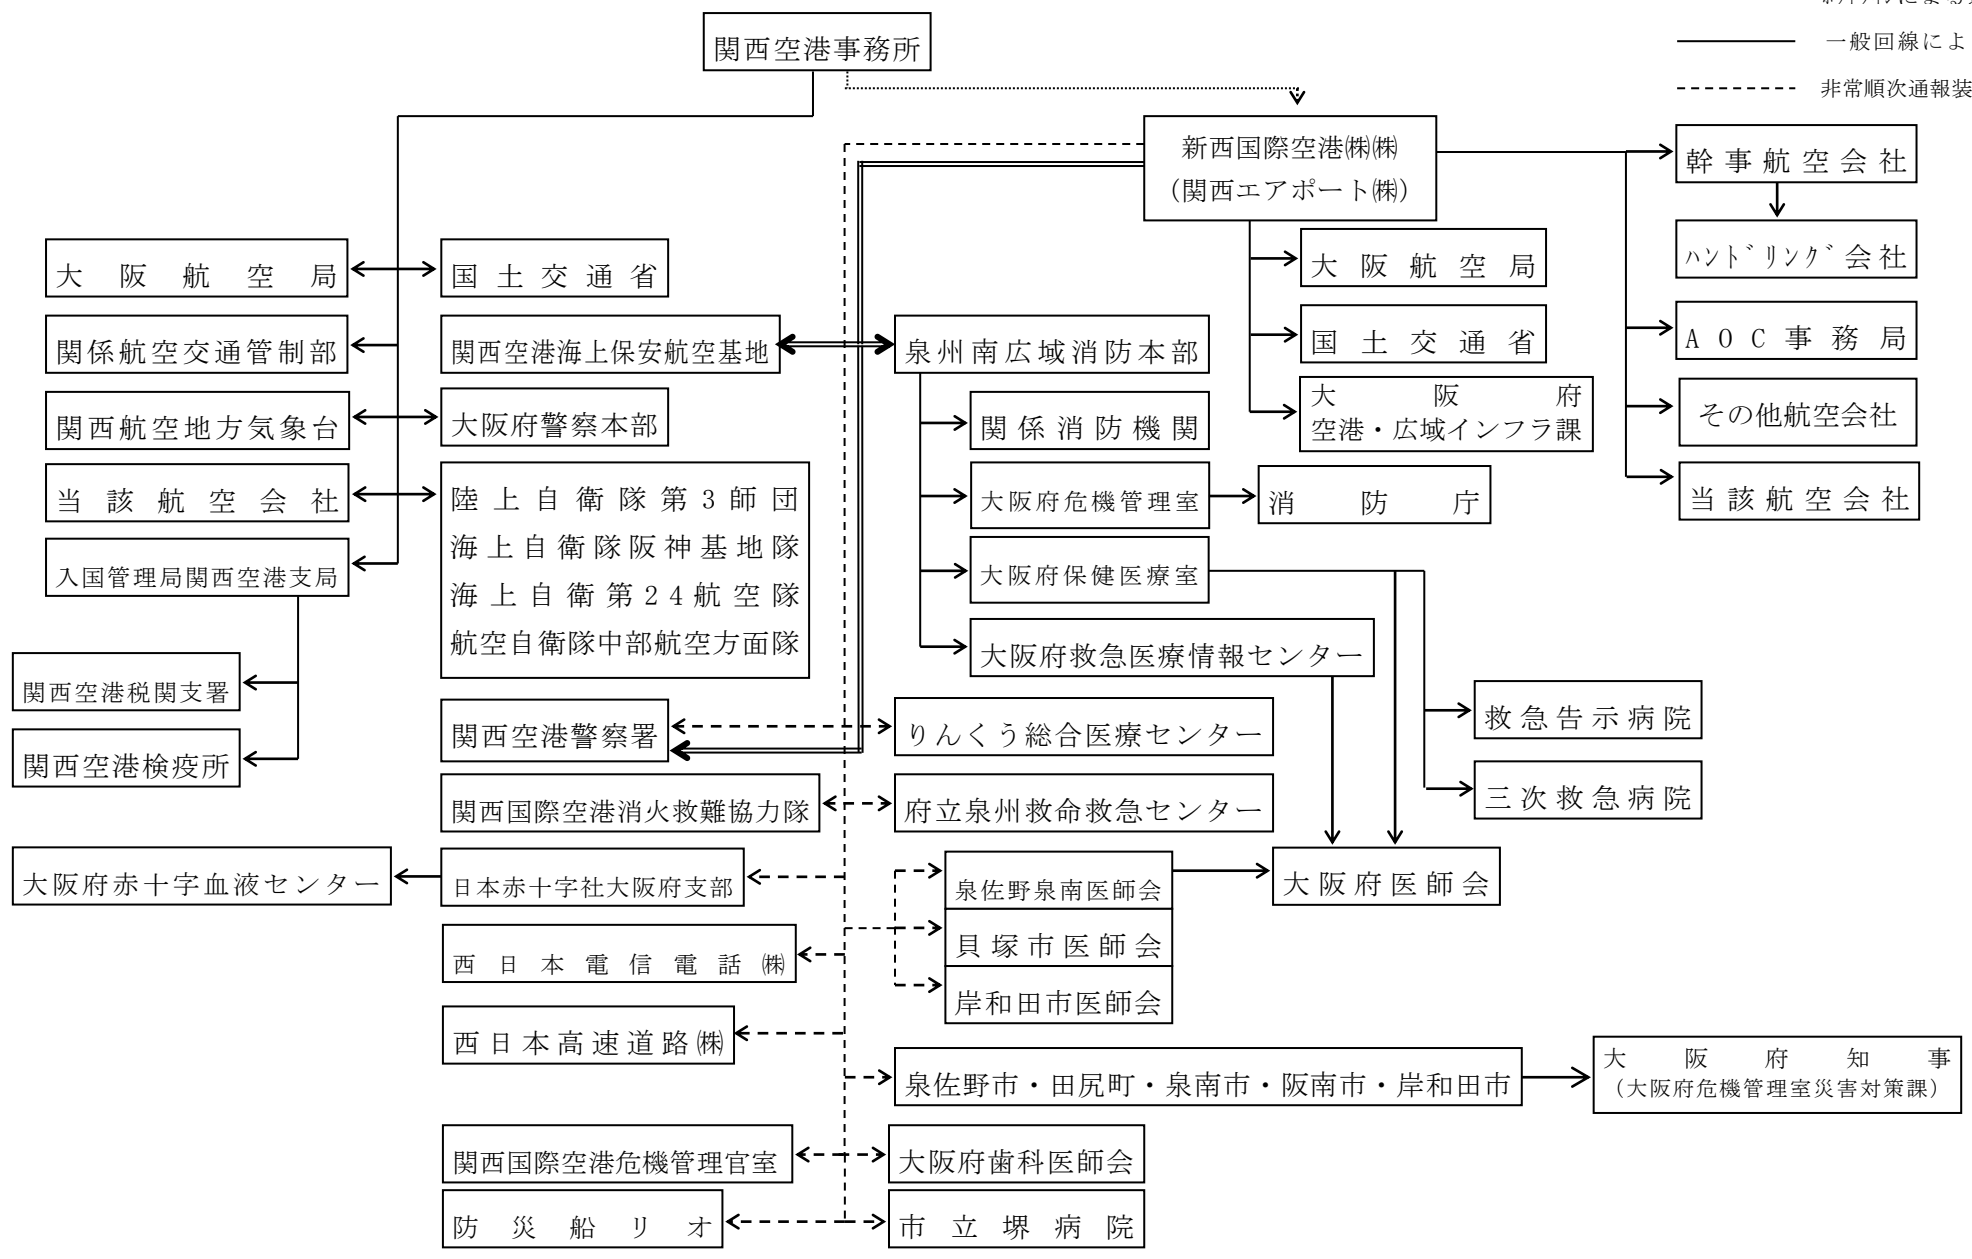 関西空港事務所
一般回線によ
非常順次通報装
新西国際空港㈱㈱
（関西エアポート㈱）
幹事航空会社
ﾊﾝﾄﾞﾘﾝｸﾞ会社
大阪航空局
国土交通省
大阪航空局
関係航空交通管制部
関西空港海上保安航空基地
泉州南広域消防本部
国土交通省
ＡＯＣ事務局
大阪府
空港・広域インフラ課
関西航空地方気象台
大阪府警察本部
関係消防機関
その他航空会社
当該航空会社
陸上自衛隊第３師団
海上自衛隊阪神基地隊
海上自衛第24航空隊
航空自衛隊中部航空方面隊
大阪府危機管理室
消防庁
当該航空会社
入国管理局関西空港支局
大阪府保健医療室
大阪府救急医療情報センター
関西空港税関支署
関西空港警察署
りんくう総合医療センター
救急告示病院
関西空港検疫所
関西国際空港消火救難協力隊
府立泉州救命救急センター
三次救急病院
大阪府赤十字血液センター
日本赤十字社大阪府支部
泉佐野泉南医師会
大阪府医師会
西日本電信電話㈱
貝塚市医師会
岸和田市医師会
西日本高速道路㈱
泉佐野市・田尻町・泉南市・阪南市・岸和田市
大阪府知事
（大阪府危機管理室災害対策課）
関西国際空港危機管理官室
大阪府歯科医師会
防災船リオ
市立堺病院